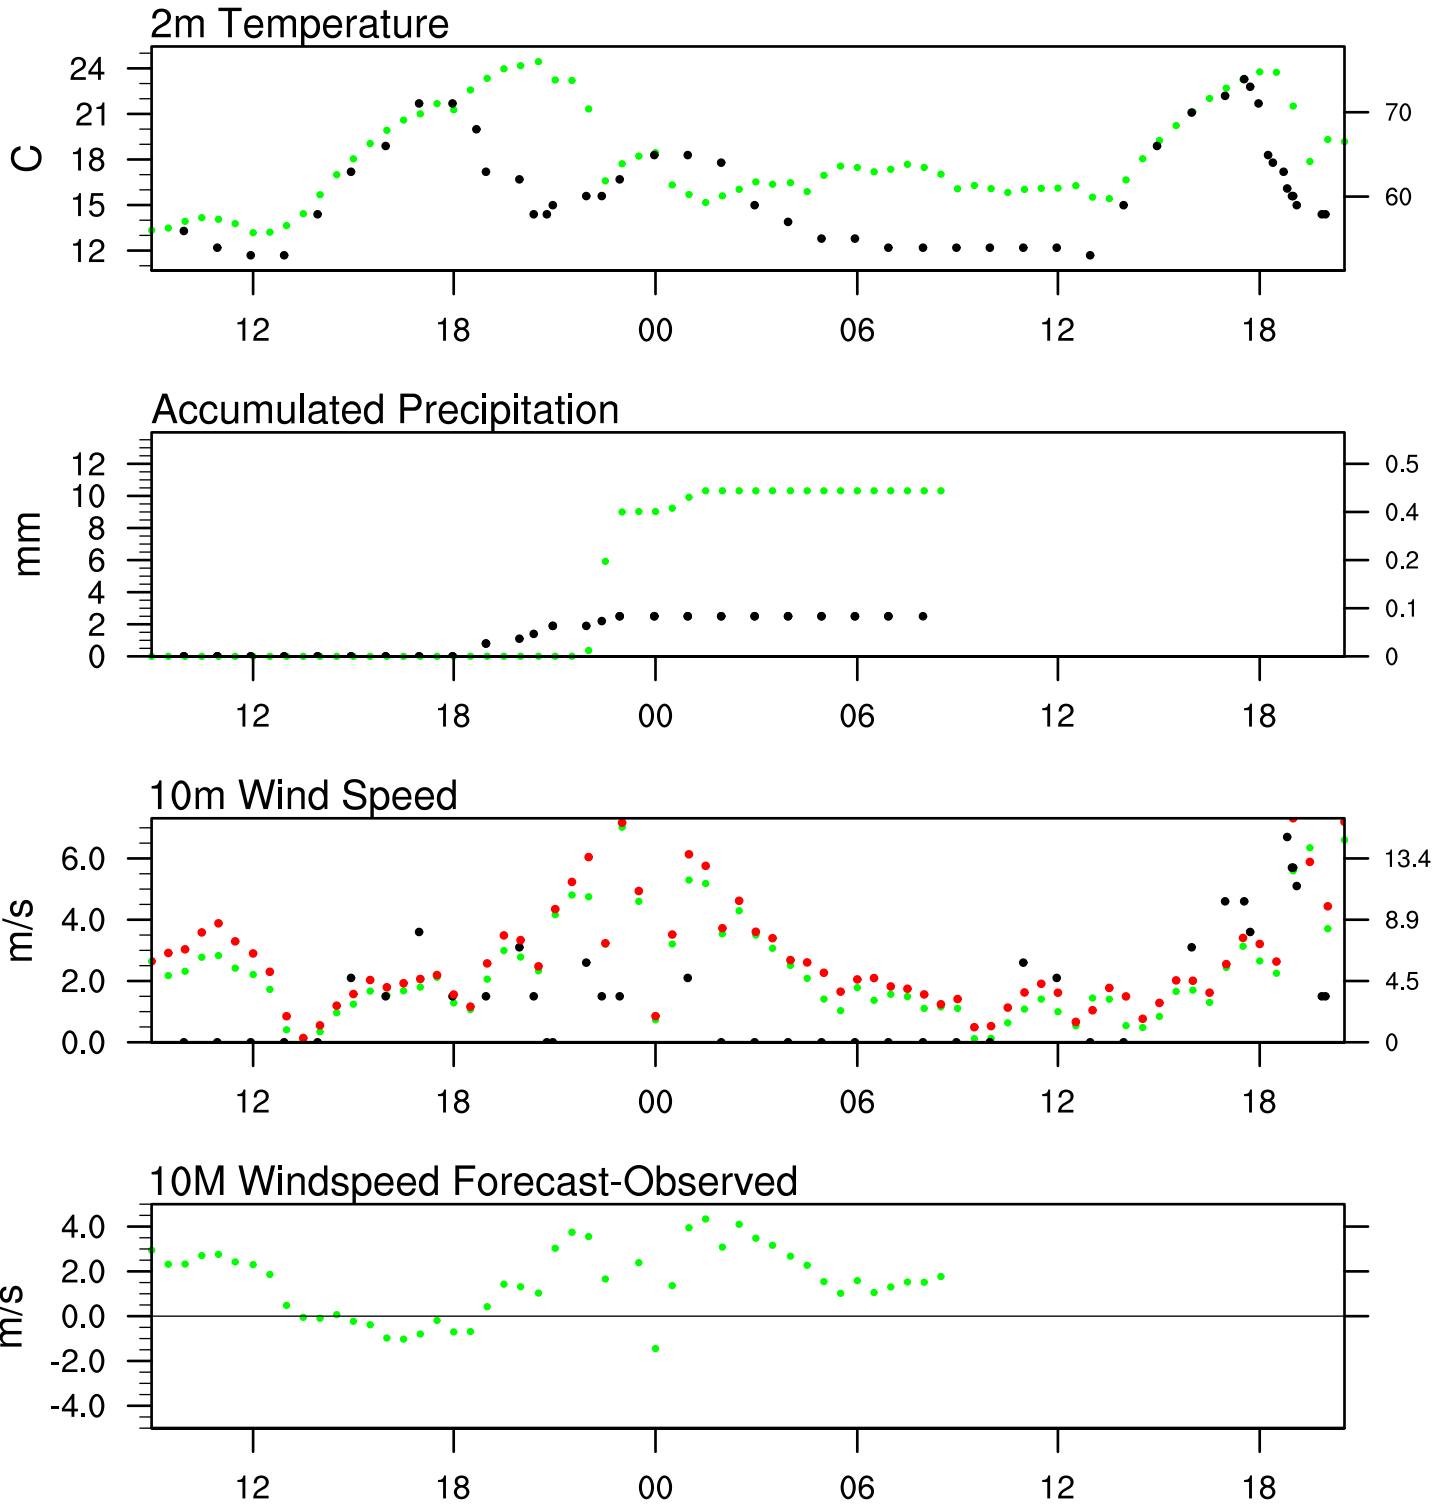 2m Temperature
24
21
18
15
12
C
70
60
12 18 00 06 12 18
Accumulated Precipitation
12
10
8
6
4
2
0
mm
0.5
0.4
0.2
0.1
0
12 18 00 06 12 18
10m Wind Speed
6.0
4.0
2.0
0.0
m/s
13.4
8.9
4.5
0
12 18 00 06 12 18
10M Windspeed Forecast-Observed
4.0
2.0
0.0
-2.0
-4.0
m/s
12 18 00 06 12 18